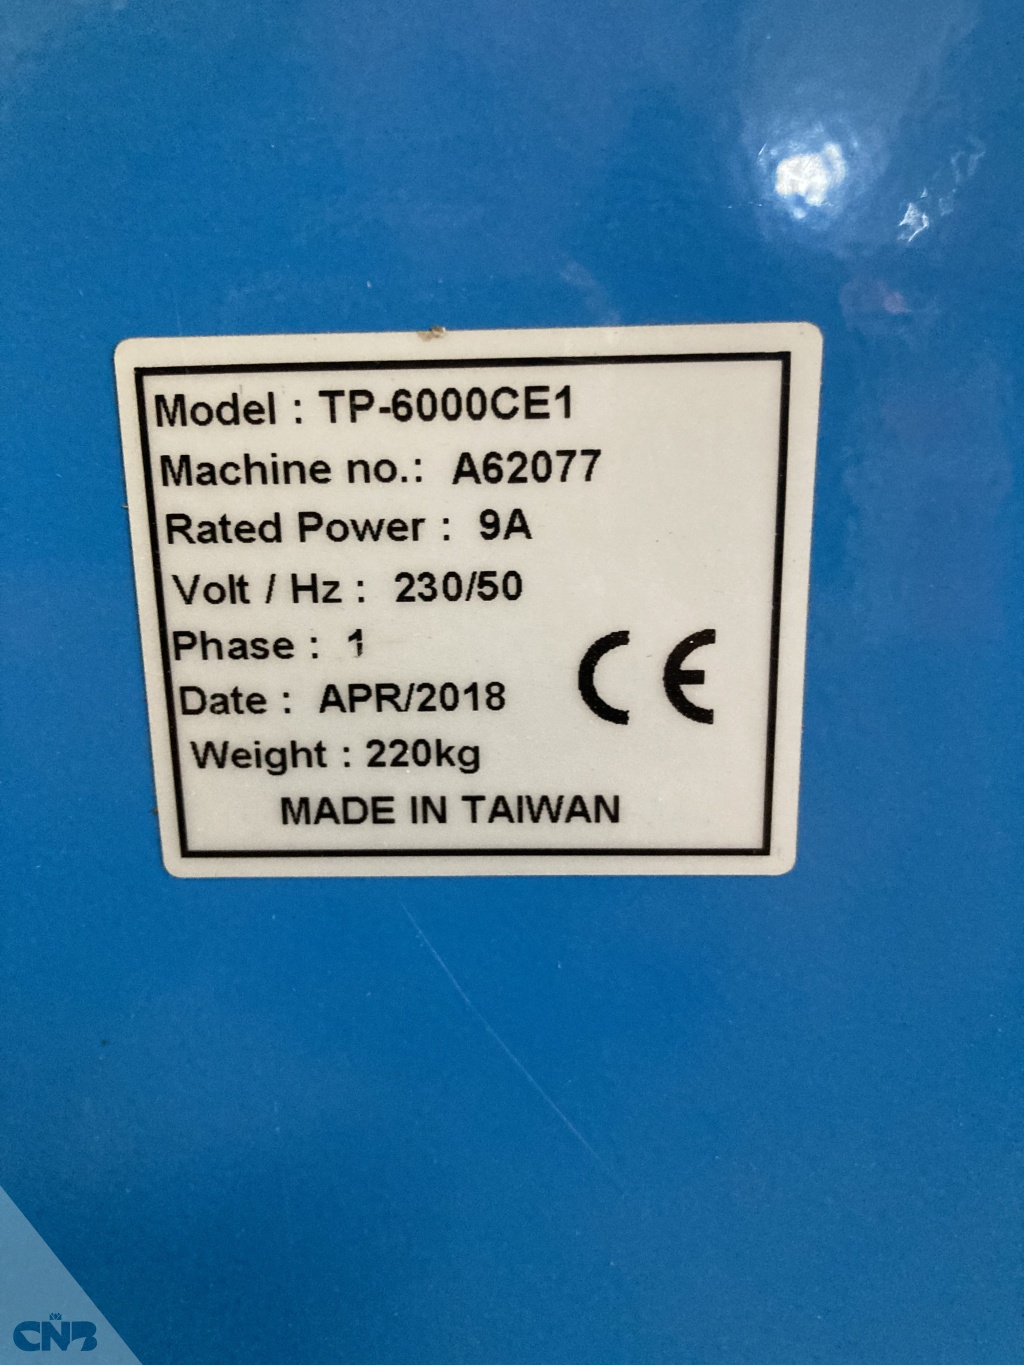 Model : TP-6000CE1
Machine no.: A62077
Rated Power : 9A
Volt / Hz : 230/50
Phase : 1
Date : APR/2018
Weight : 220kg
MADE IN TAIWAN
CE
CNB